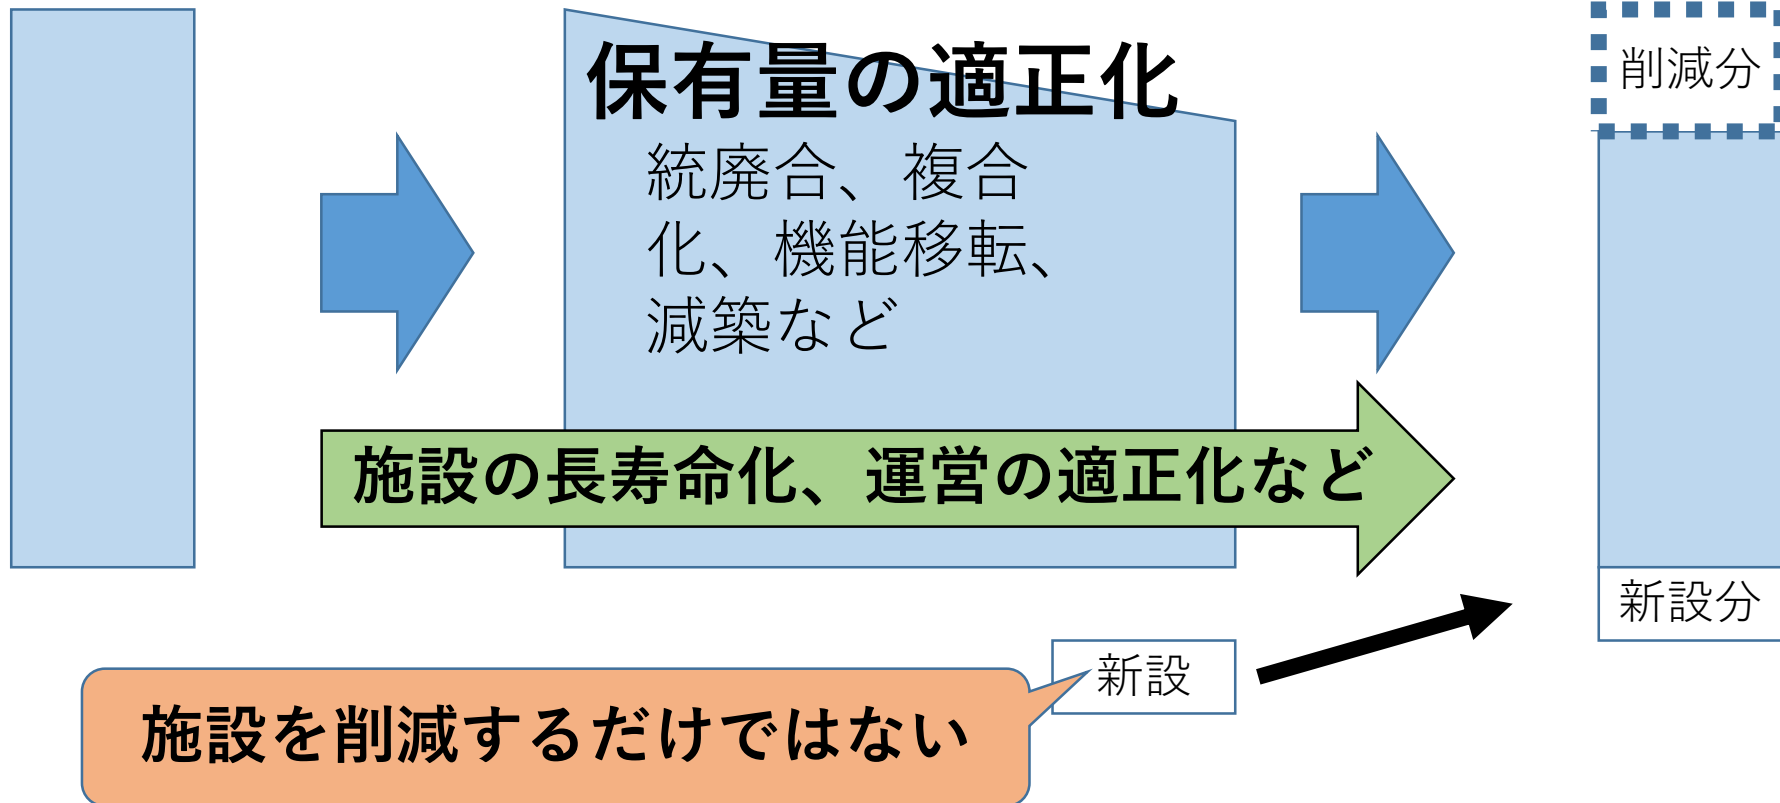 保有量の適正化
統廃合、複合
化、機能移転、
減築など
削減分
施設の長寿命化、運営の適正化など
新設分
新設
施設を削減するだけではない